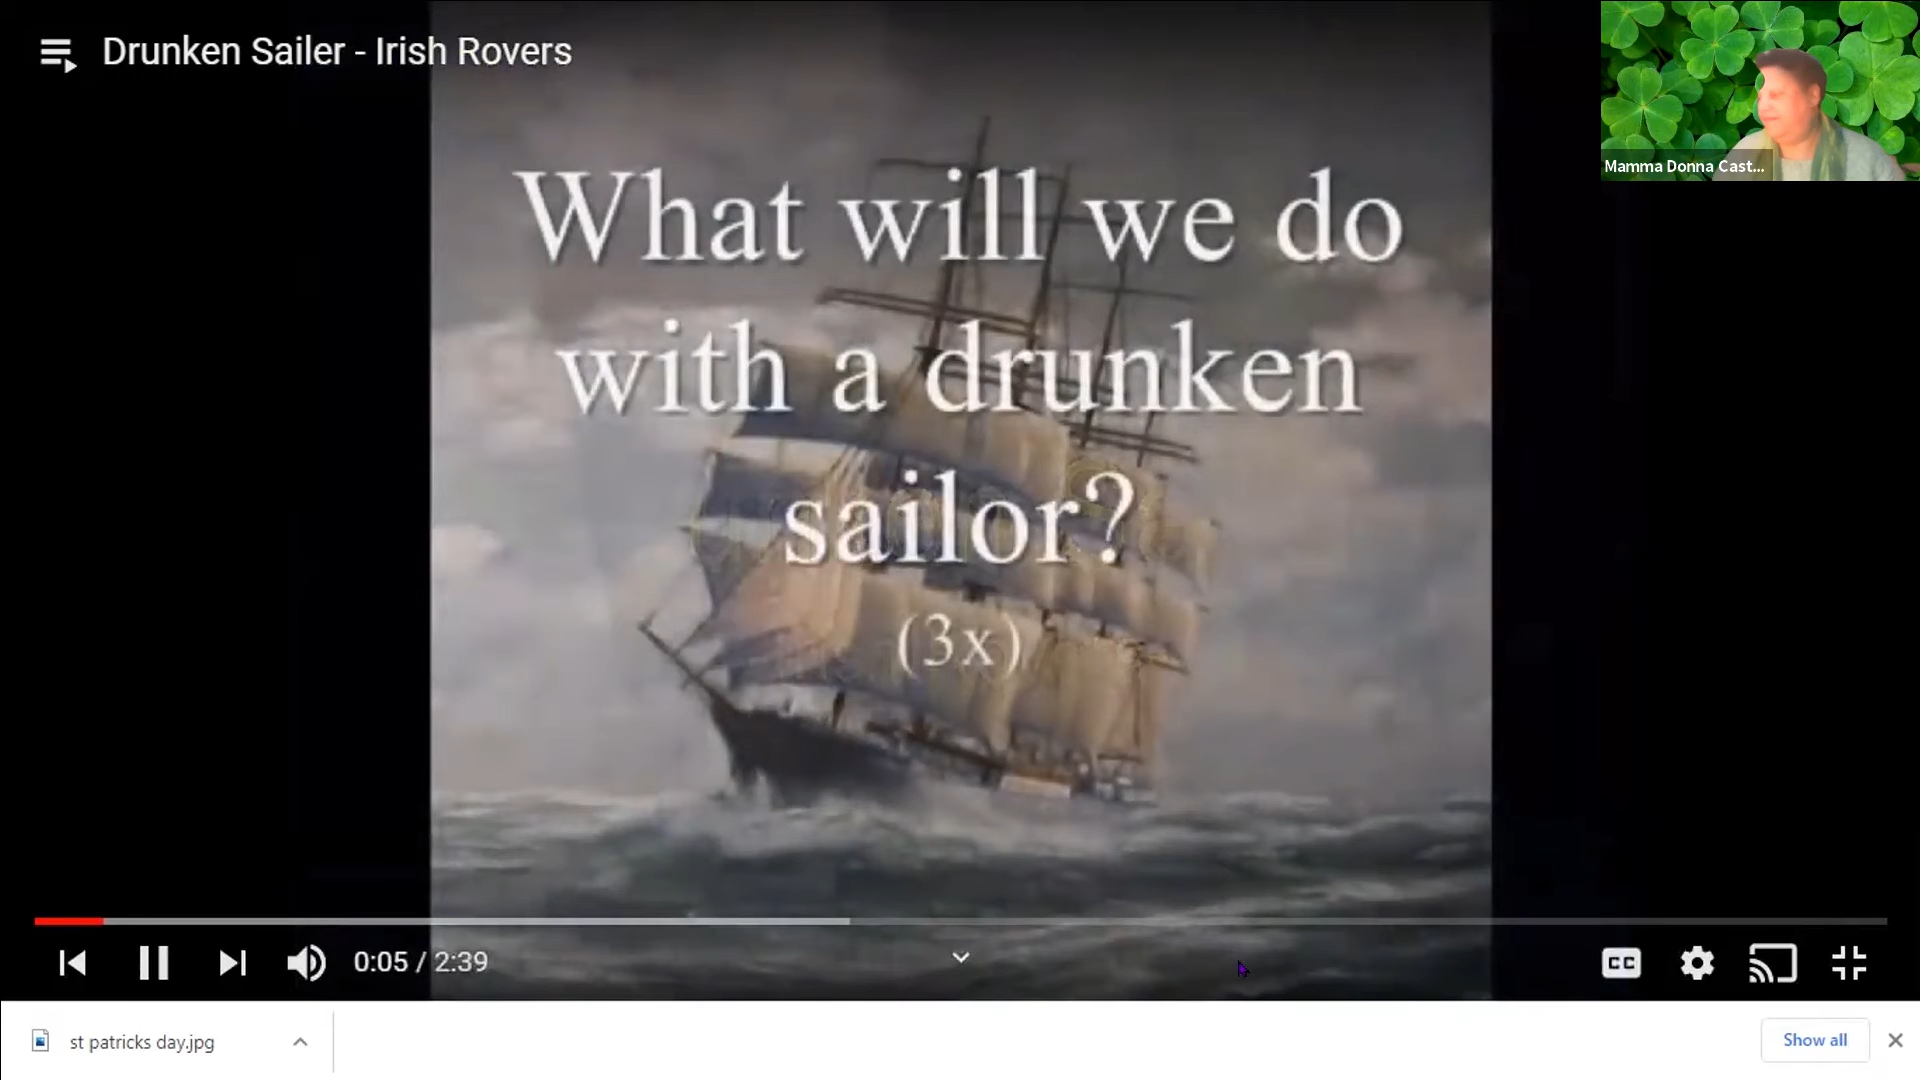 Drunken Sailer - Irish Rovers
Mamma Donna Cast...
What will we do
with a drunken
sailor?
(3x)
0:05 / 2:39
CC
st patricks day.jpg
Show all